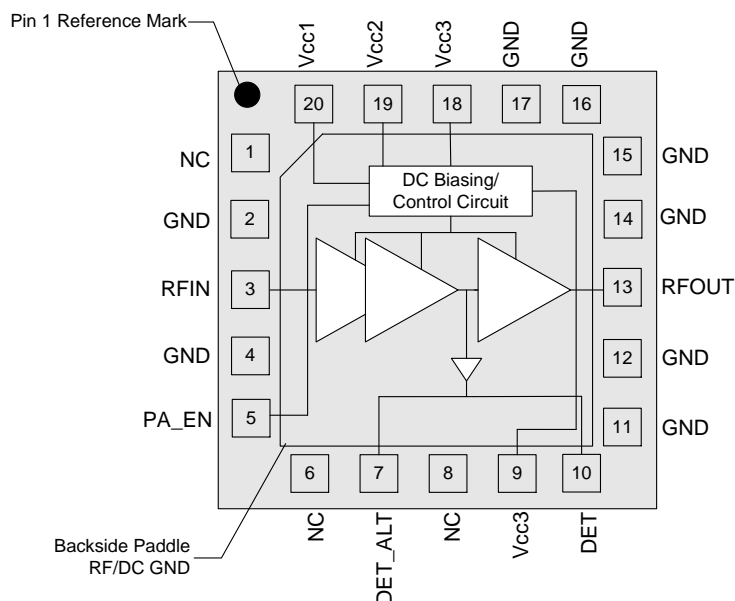 Pin 1 Reference Mark
Vcc1
Vcc2
Vcc3
GND
GND
20
19
18
17
16
NC
1
15
GND
DC Biasing/
Control Circuit
GND
2
14
GND
RFIN
3
13
RFOUT
GND
4
12
GND
PA_EN
5
11
GND
6
7
8
9
10
NC
DET_ALT
NC
Vcc3
DET
Backside Paddle
RF/DC GND